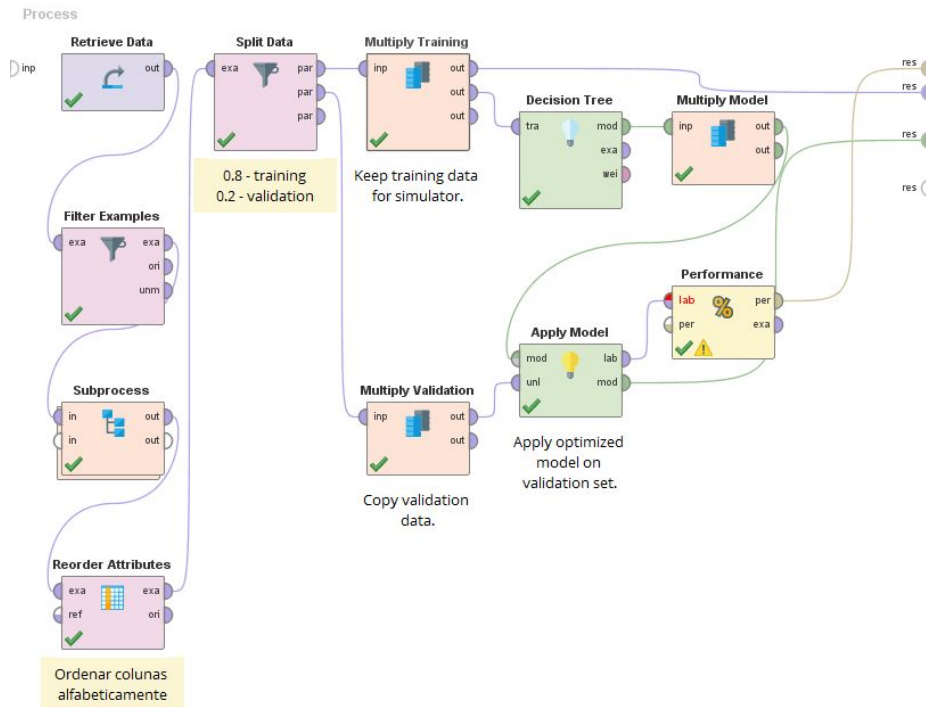 Process
inp
Retrieve Data
out
Filter Examples
exa
exa
ori
unm
Subprocess
in
out
in
out
Reorder Attributes
exa
exa
ref
ori
Ordenar colunas
alfabeticamente
Split Data
exa
par
par
par
0.8 - training
0.2 - validation
Multiply Training
inp
out
out
out
Keep training data
for simulator.
Decision Tree
tra
mod
exa
wei
Multiply Model
inp
out
out
Multiply Validation
inp
out
out
Copy validation
data.
Apply Model
mod
lab
unl
mod
Apply optimized
model on
validation set.
Performance
lab
per
per
exa
%
res
res
res
res